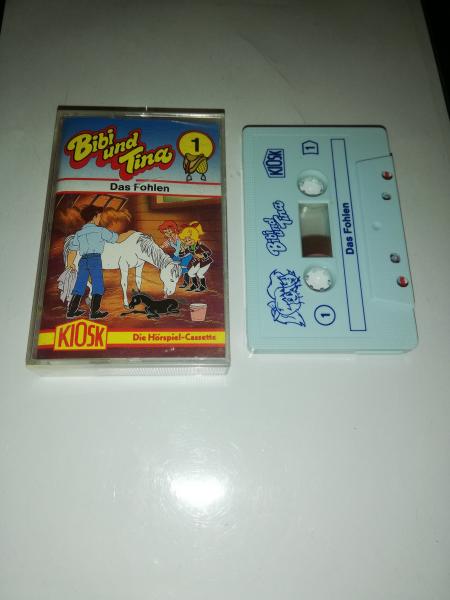 Bibi
und
Tina
1
Das Fohlen
KIOSK
Die Hörspiel-Cassette
KIOSK
1
Bibi und
Tina
Das Fohlen
1